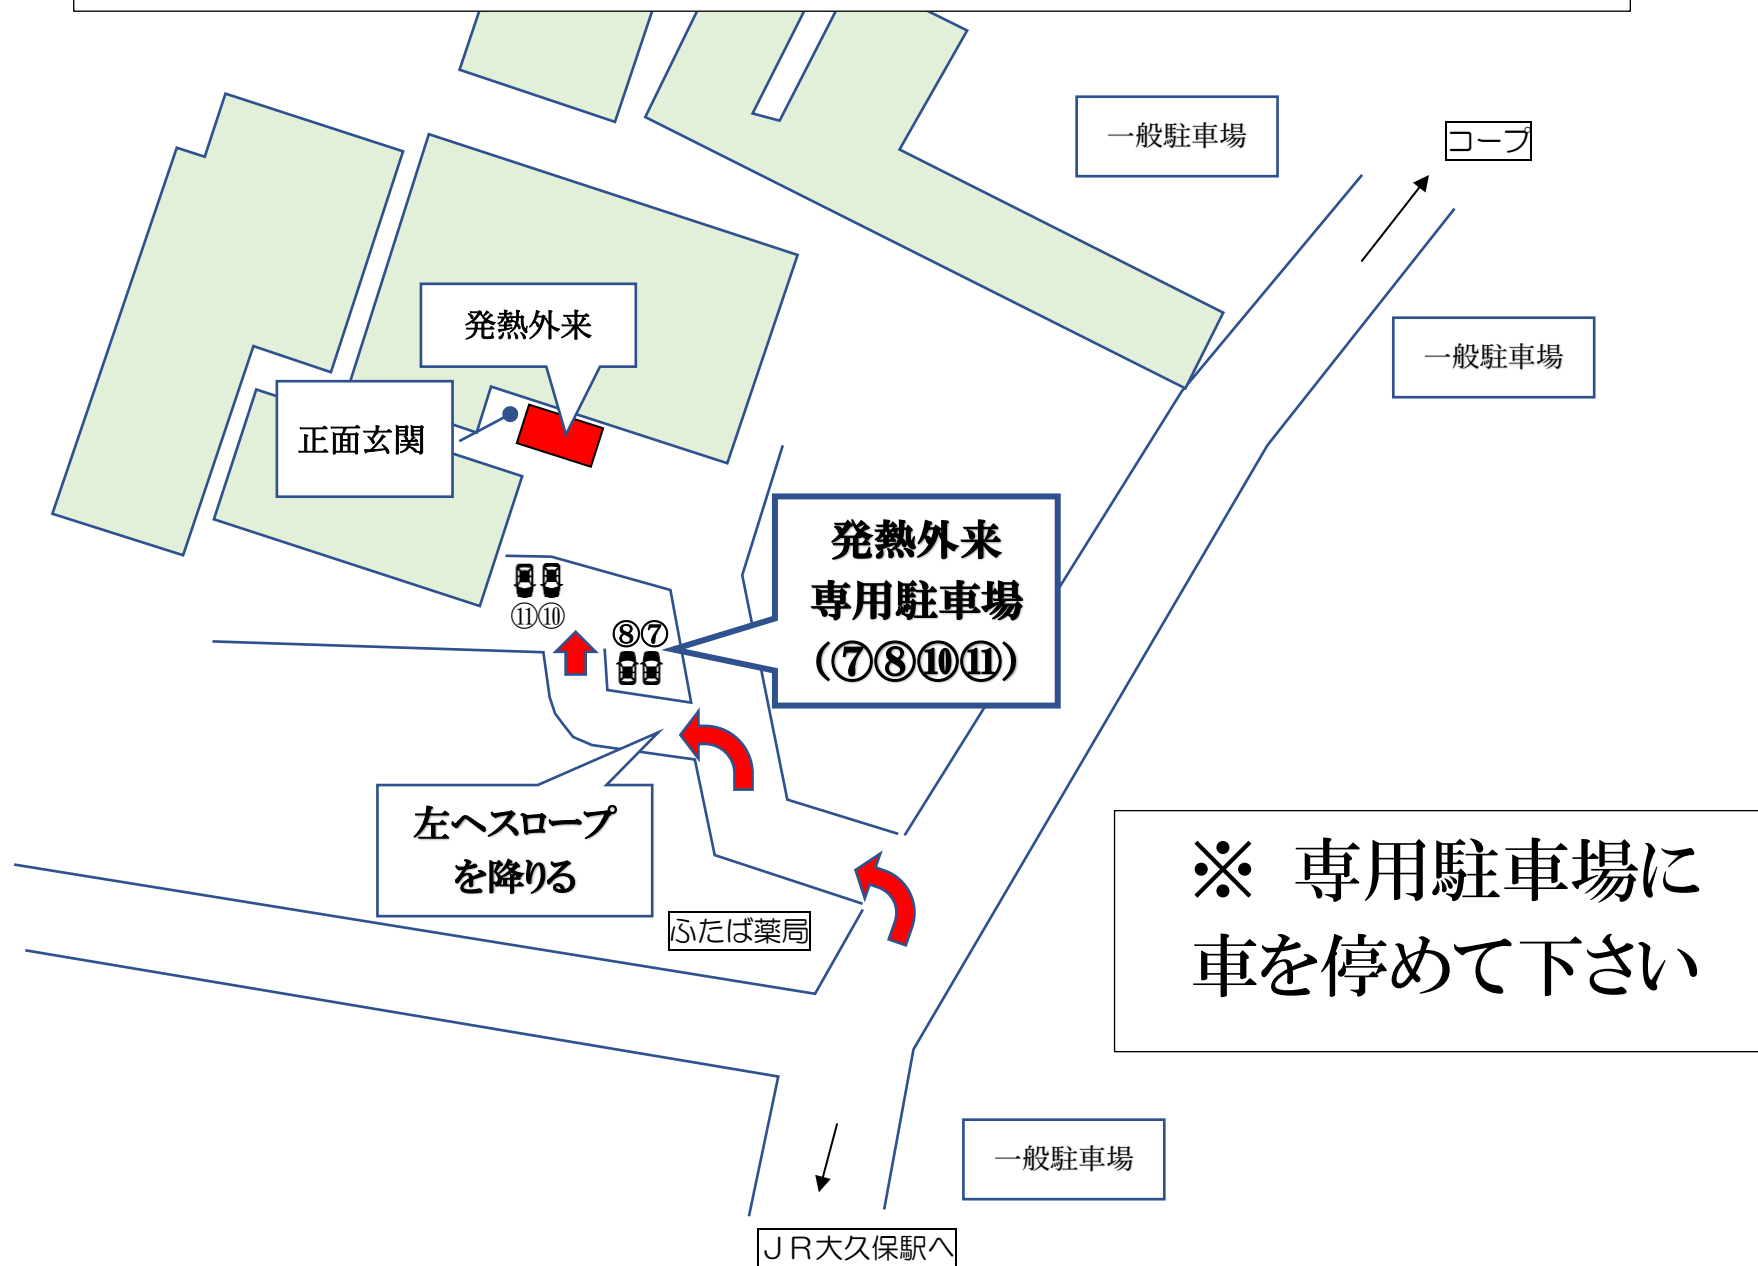 一般駐車場
コープ
発熱外来
一般駐車場
正面玄関
発熱外来
専用駐車場
（⑦⑧⑩⑪）
⑪⑩
⑧⑦
左へスロープ
を降りる
ふたば薬局
※ 専用駐車場に
車を停めて下さい
一般駐車場
ＪＲ大久保駅へ